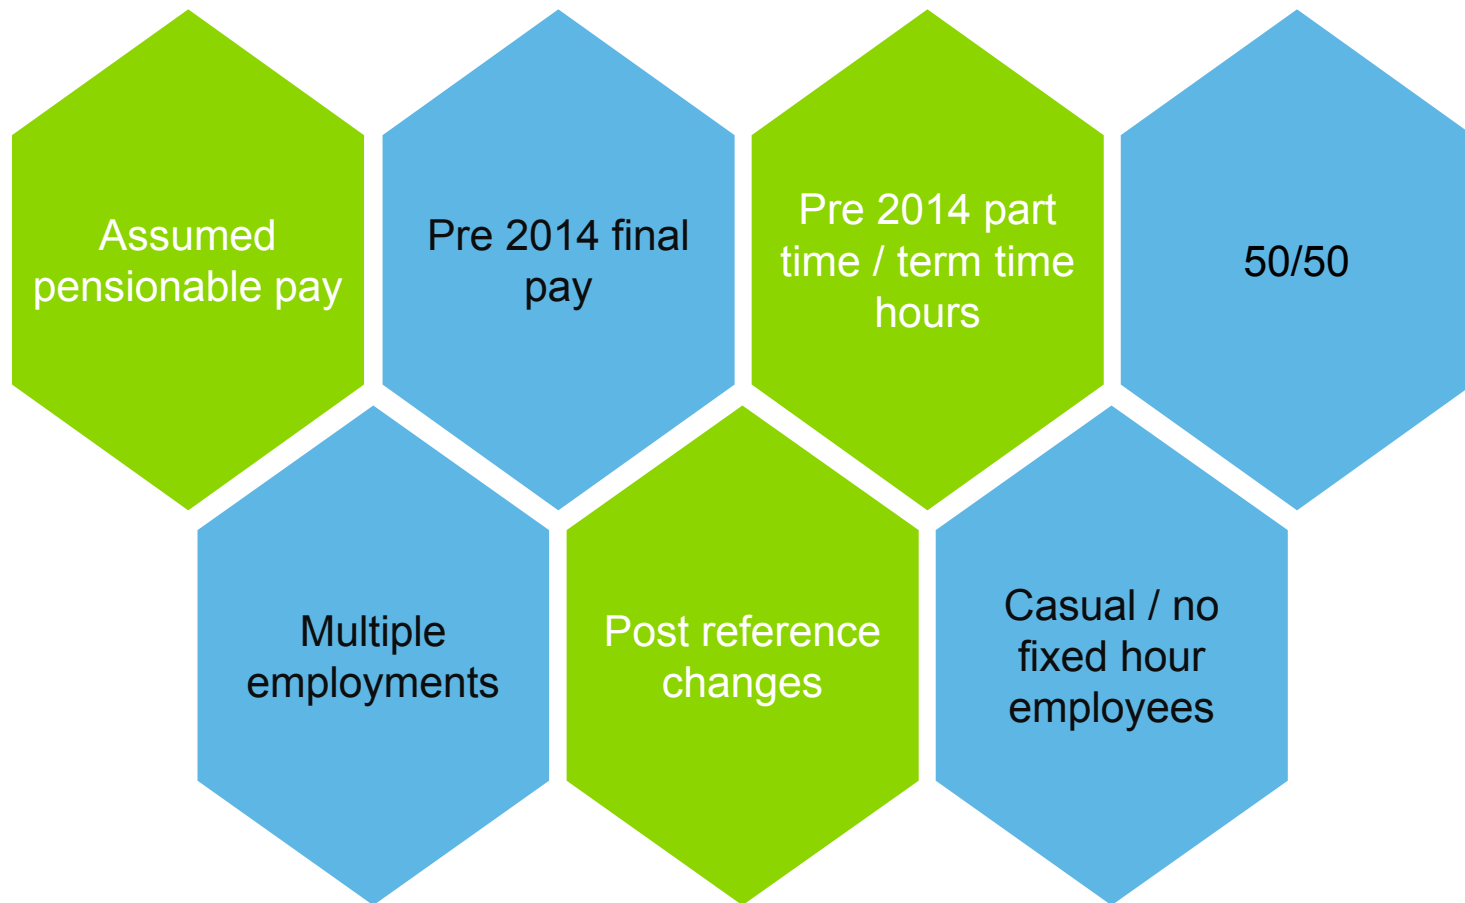 Assumed
pensionable pay
Pre 2014 final
pay
Pre 2014 part
time / term time
hours
50/50
Multiple
employments
Post reference
changes
Casual / no
fixed hour
employees